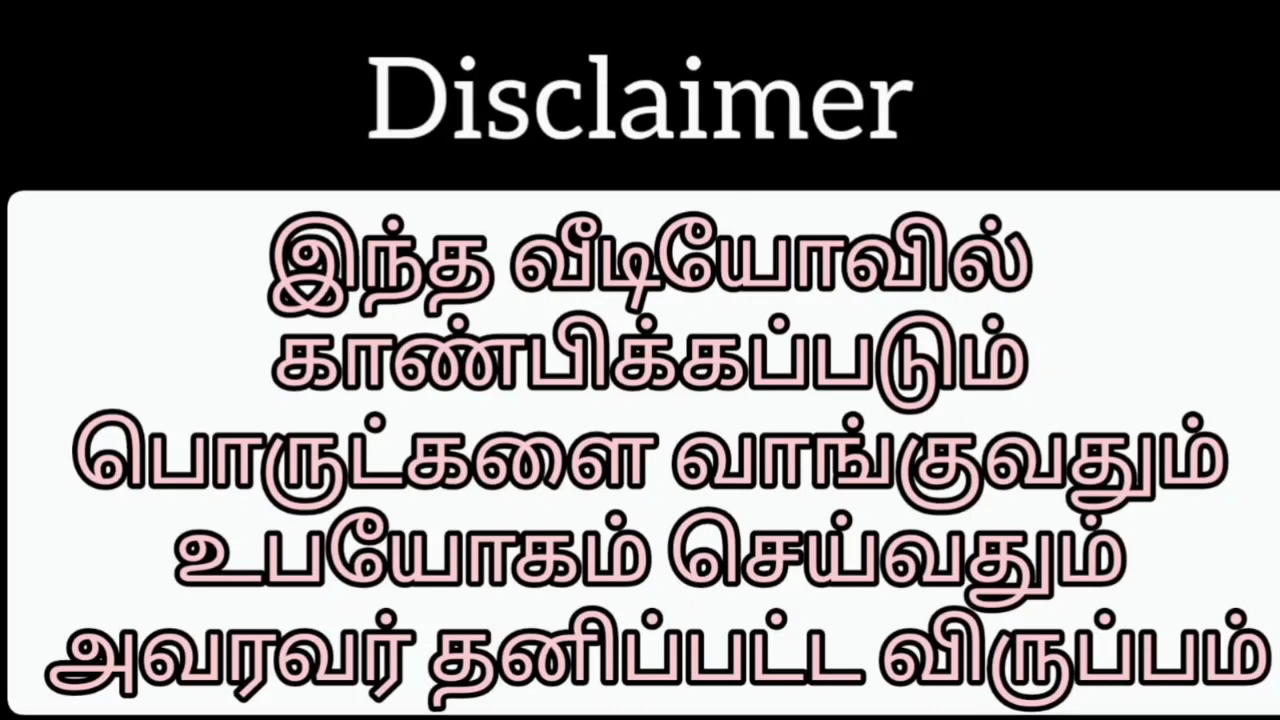 Disclaimer
இந்த வீடியோவில்
காண்பிக்கப்படும்
பொருட்களை வாங்குவதும்
உபயோகம் செய்வதும்
அவரவர் தனிப்பட்ட விருப்பம்